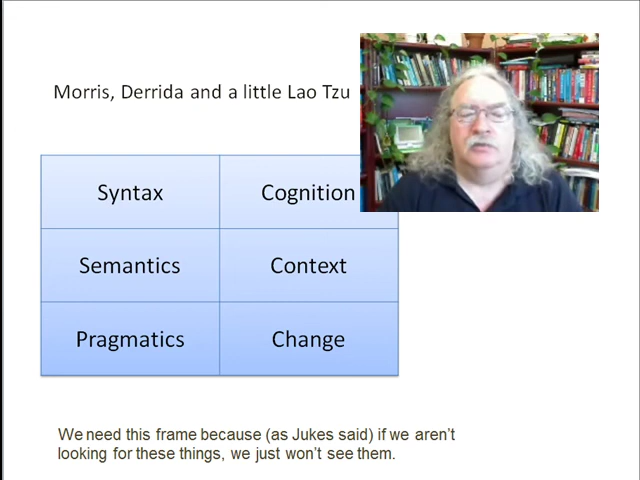 Morris, Derrida and a little Lao Tzu
Syntax
Cognition
Semantics
Context
Pragmatics
Change
We need this frame because (as Jukes said) if we aren't
looking for these things, we just won't see them.